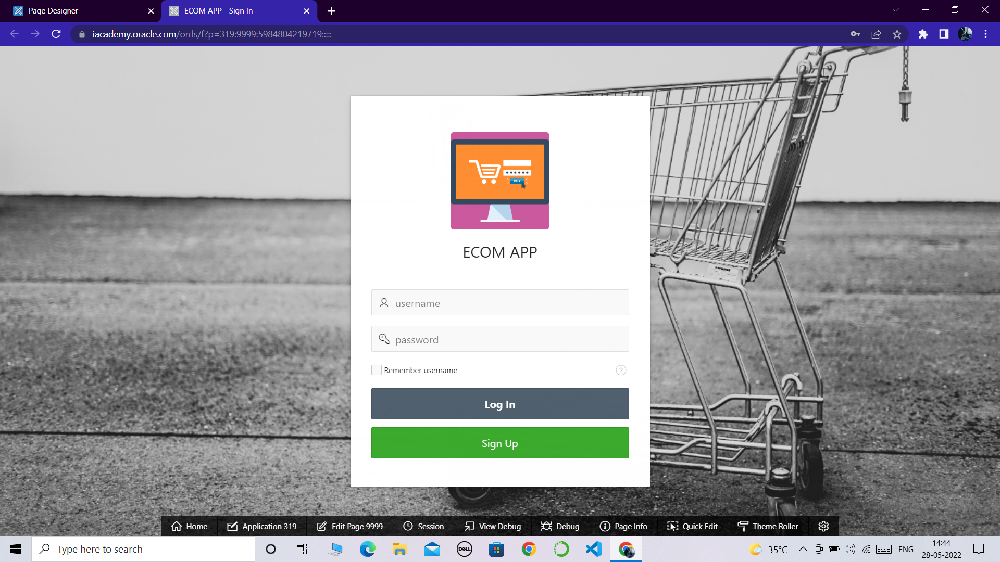 Page Designer
ECOM APP - Sign In
iacademy.oracle.com/ords/f?p=319:9999:5984804219719:::::
BUY
ECOM APP
username
password
Remember username
?
Log In
Sign Up
Home
Application 319
Edit Page 9999
Session
View Debug
Debug
Page Info
Quick Edit
Theme Roller
Type here to search
DELL
35°C
ENG
14:44
28-05-2022